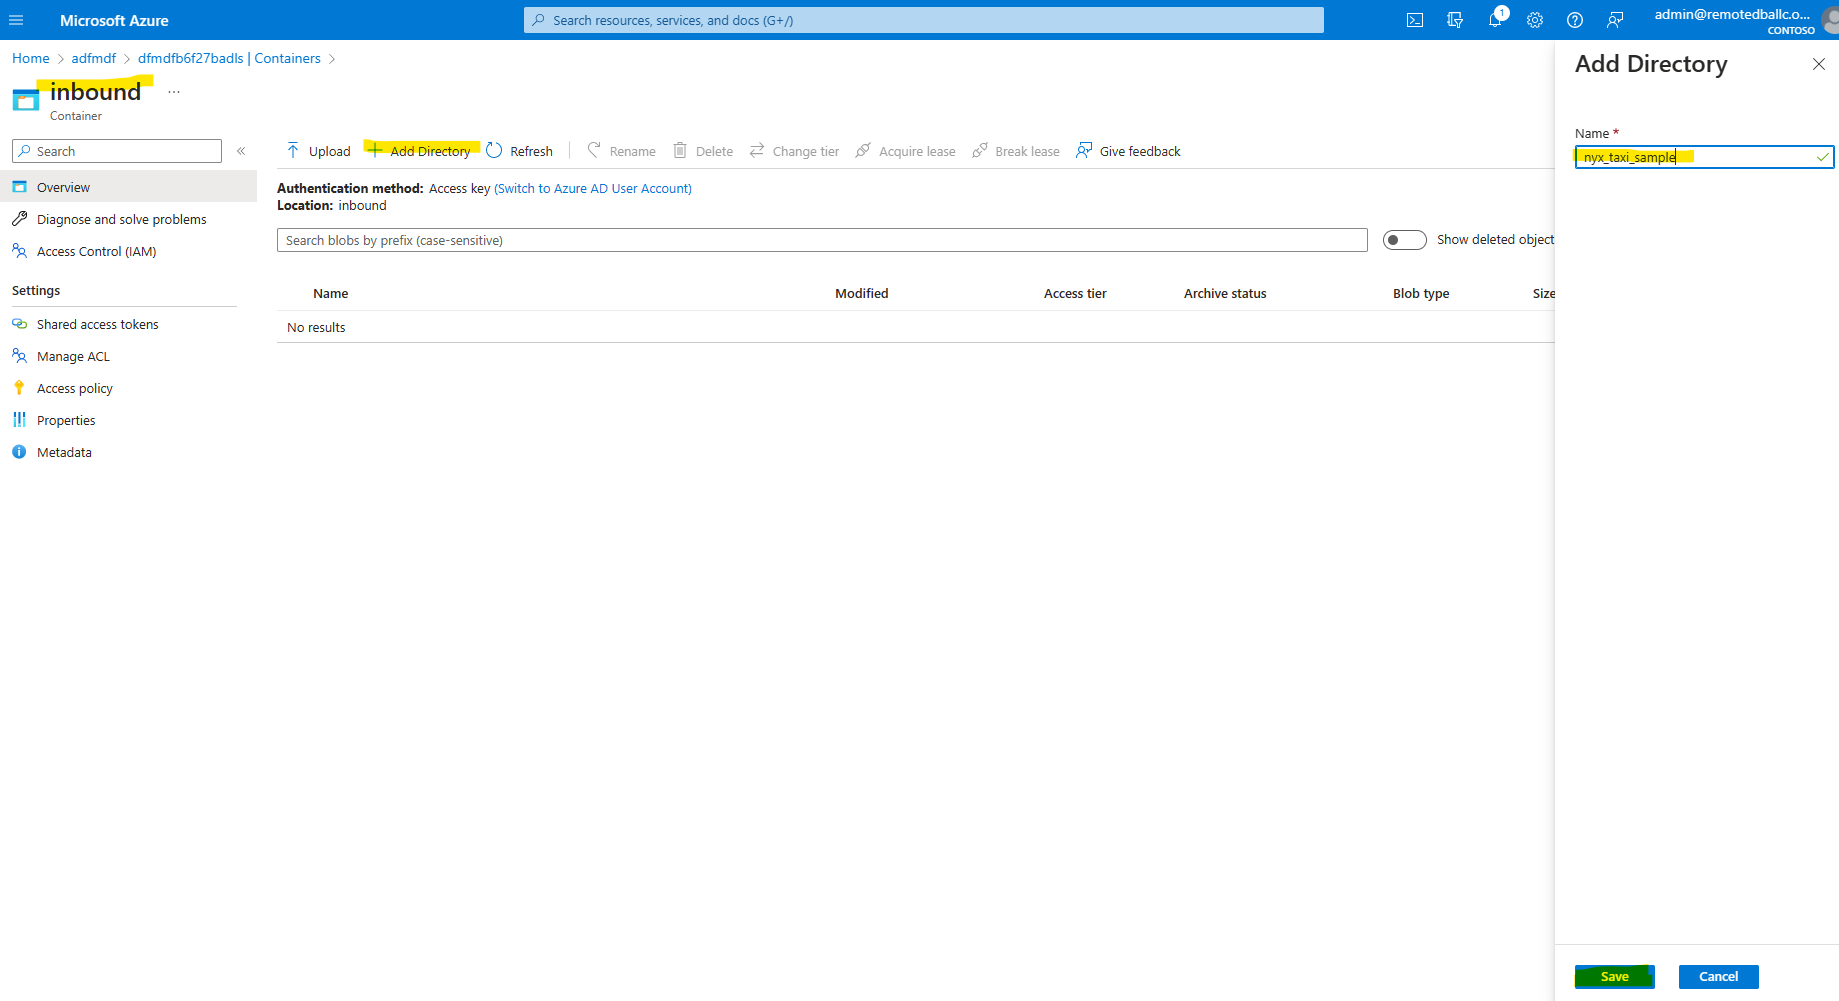 Microsoft Azure
Search resources, services, and docs (G+/)
1
admin@remotedballc.o...
CONTOSO
Home > adfmdf > dfmdfb6f27badls | Containers >
inbound ...
Container
Search «
Overview
Diagnose and solve problems
Access Control (IAM)
Settings
Shared access tokens
Manage ACL
Access policy
Properties
Metadata
Upload + Add Directory Refresh Rename Delete Change tier Acquire lease Break lease Give feedback
Authentication method: Access key (Switch to Azure AD User Account)
Location: inbound
Search blobs by prefix (case-sensitive)
Show deleted object
Name Modified Access tier Archive status Blob type Size
No results
Add Directory
Name *
nyx_taxi_sample
Save Cancel